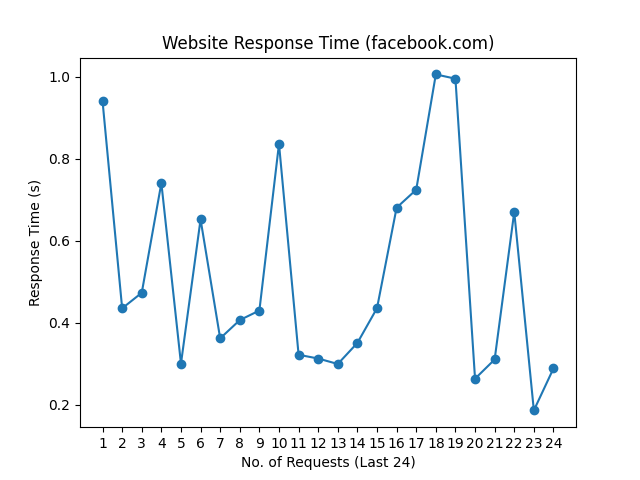 Website Response Time (facebook.com)
Response Time (s)
1.0
0.8
0.6
0.4
0.2
1 2 3 4 5 6 7 8 9 10 11 12 13 14 15 16 17 18 19 20 21 22 23 24
No. of Requests (Last 24)